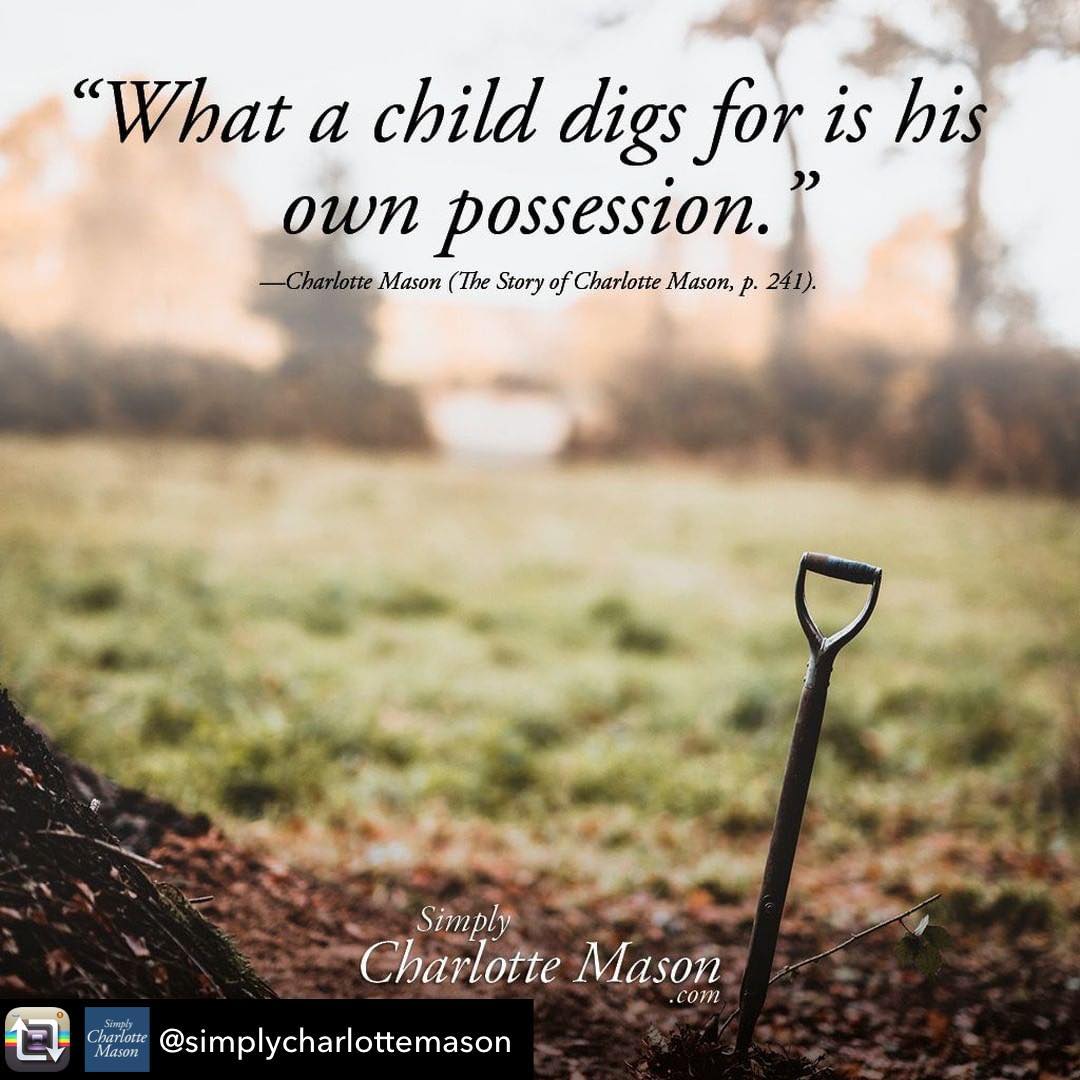 “What a child digs for is his
own possession.”
—Charlotte Mason (The Story of Charlotte Mason, p. 241).
Simply
Charlotte Mason
.com
Simply
Charlotte
Mason
@simplycharlottemason